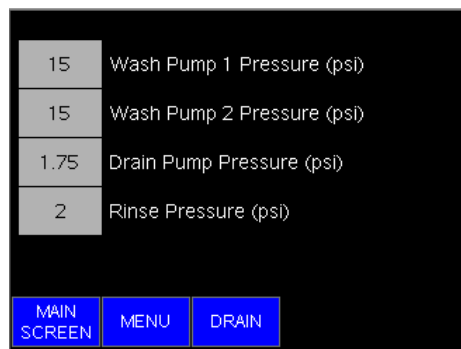 15 Wash Pump 1 Pressure (psi)
15 Wash Pump 2 Pressure (psi)
1.75 Drain Pump Pressure (psi)
2 Rinse Pressure (psi)
MAIN
SCREEN
MENU
DRAIN